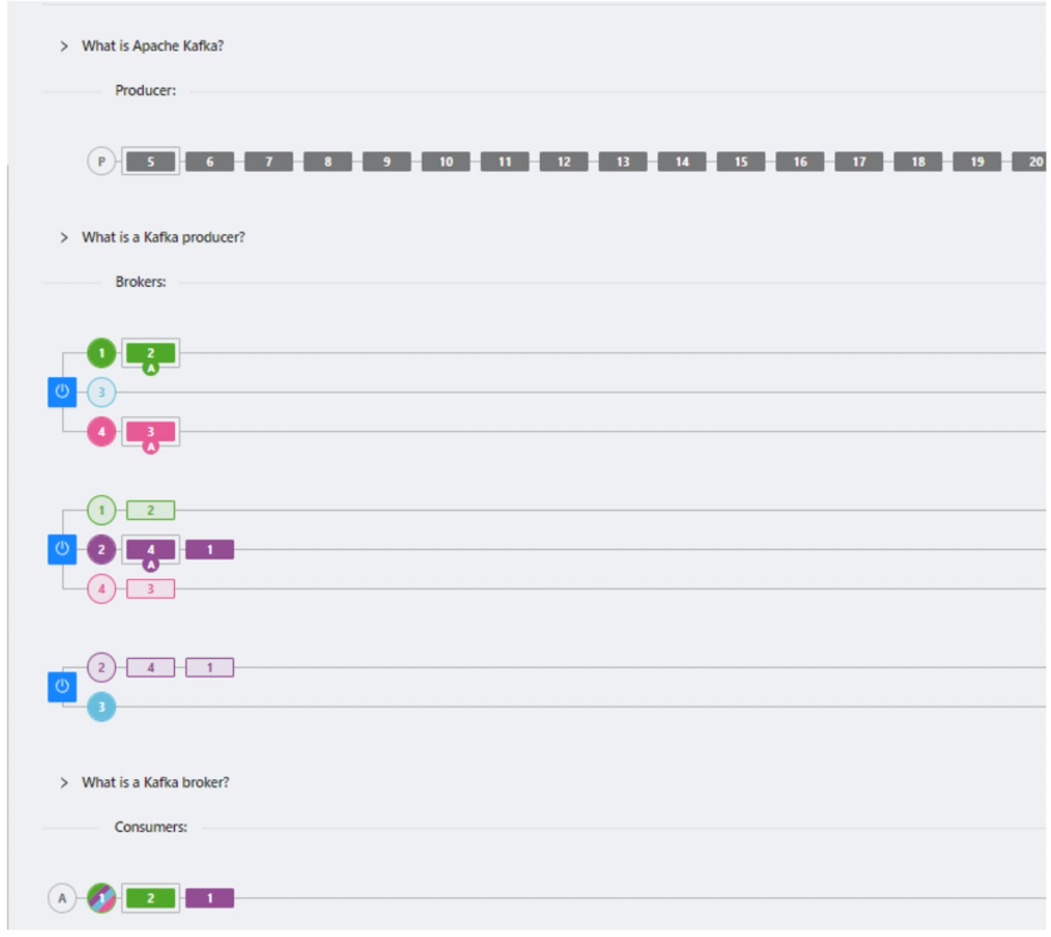 What is Apache Kafka?
Producer:
P 5 6 7 8 9 10 11 12 13 14 15 16 17 18 19 20
What is a Kafka producer?
Brokers:
1 2
A
3
4 3
A
1 2
2 4 1
A
4 3
2 4 1
3
What is a Kafka broker?
Consumers:
A 1 2 1